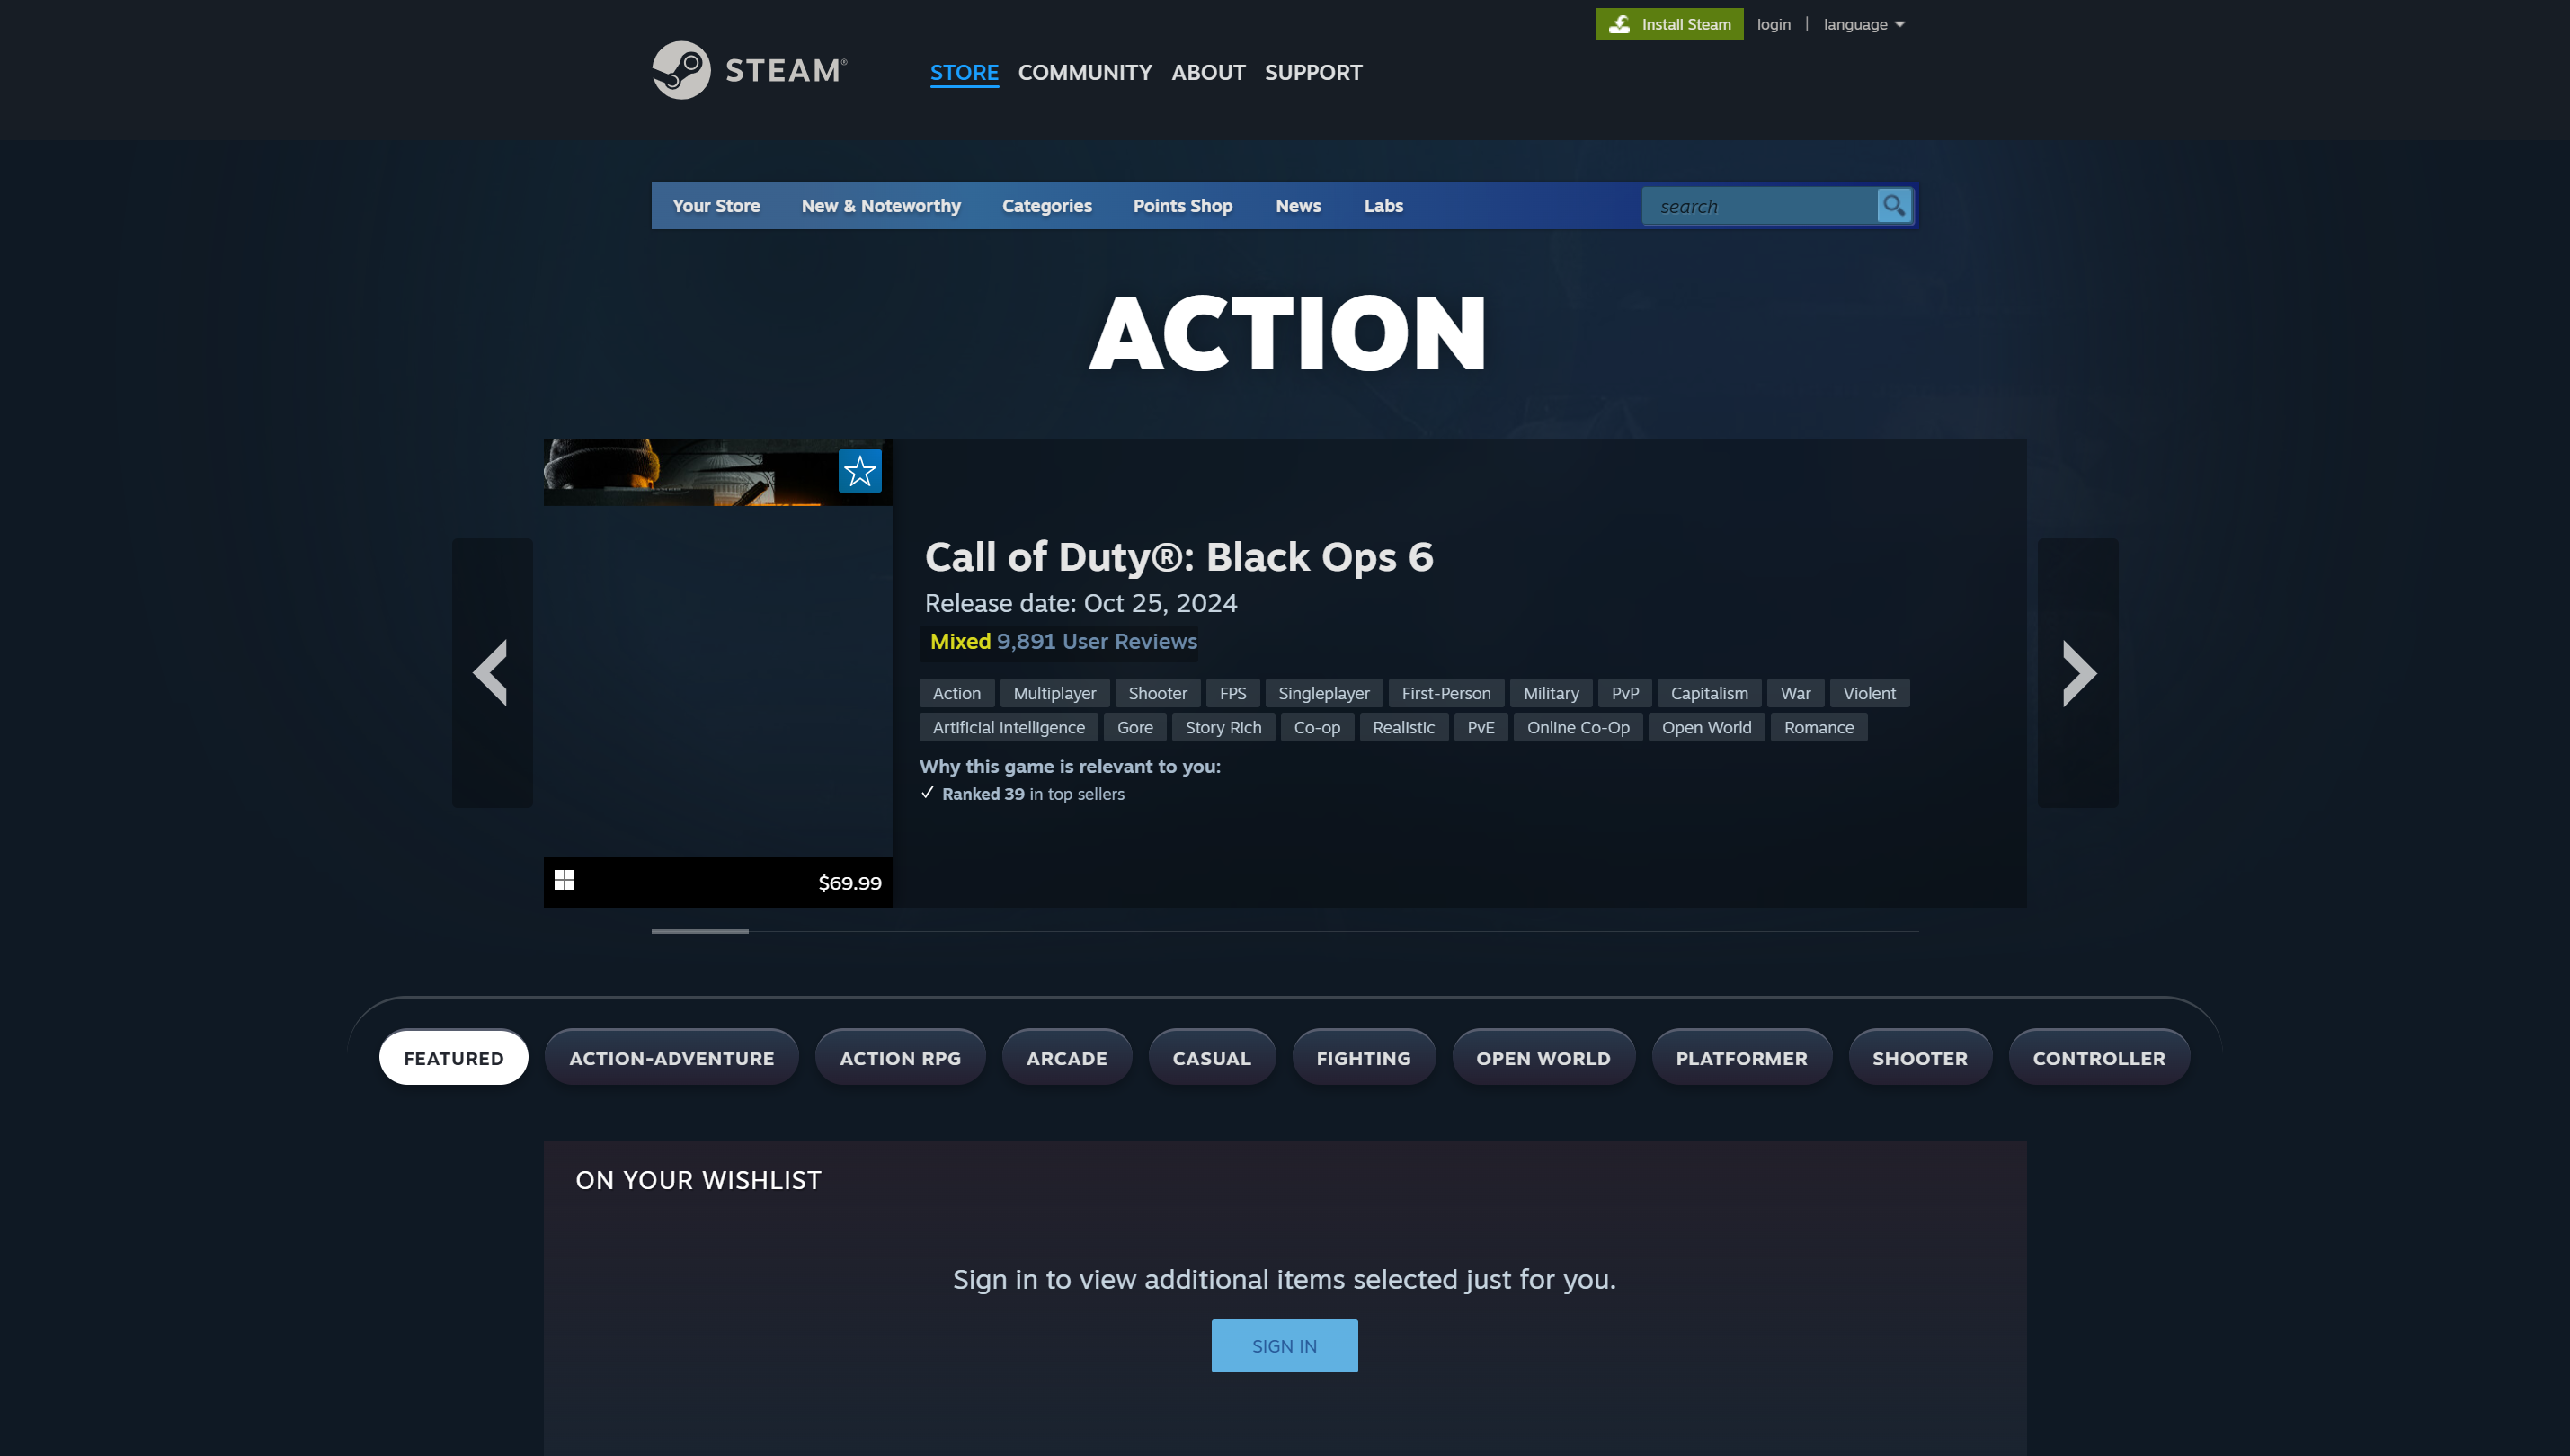 Install Steam login | language
STEAM®
STORE COMMUNITY ABOUT SUPPORT
Your Store New & Noteworthy Categories Points Shop News Labs search
ACTION
Call of Duty®: Black Ops 6
Release date: Oct 25, 2024
Mixed 9,891 User Reviews
Action Multiplayer Shooter FPS Singleplayer First-Person Military PvP Capitalism War Violent
Artificial Intelligence Gore Story Rich Co-op Realistic PvE Online Co-Op Open World Romance
Why this game is relevant to you:
Ranked 39 in top sellers
$69.99
FEATURED ACTION-ADVENTURE ACTION RPG ARCADE CASUAL FIGHTING OPEN WORLD PLATFORMER SHOOTER CONTROLLER
ON YOUR WISHLIST
Sign in to view additional items selected just for you.
SIGN IN